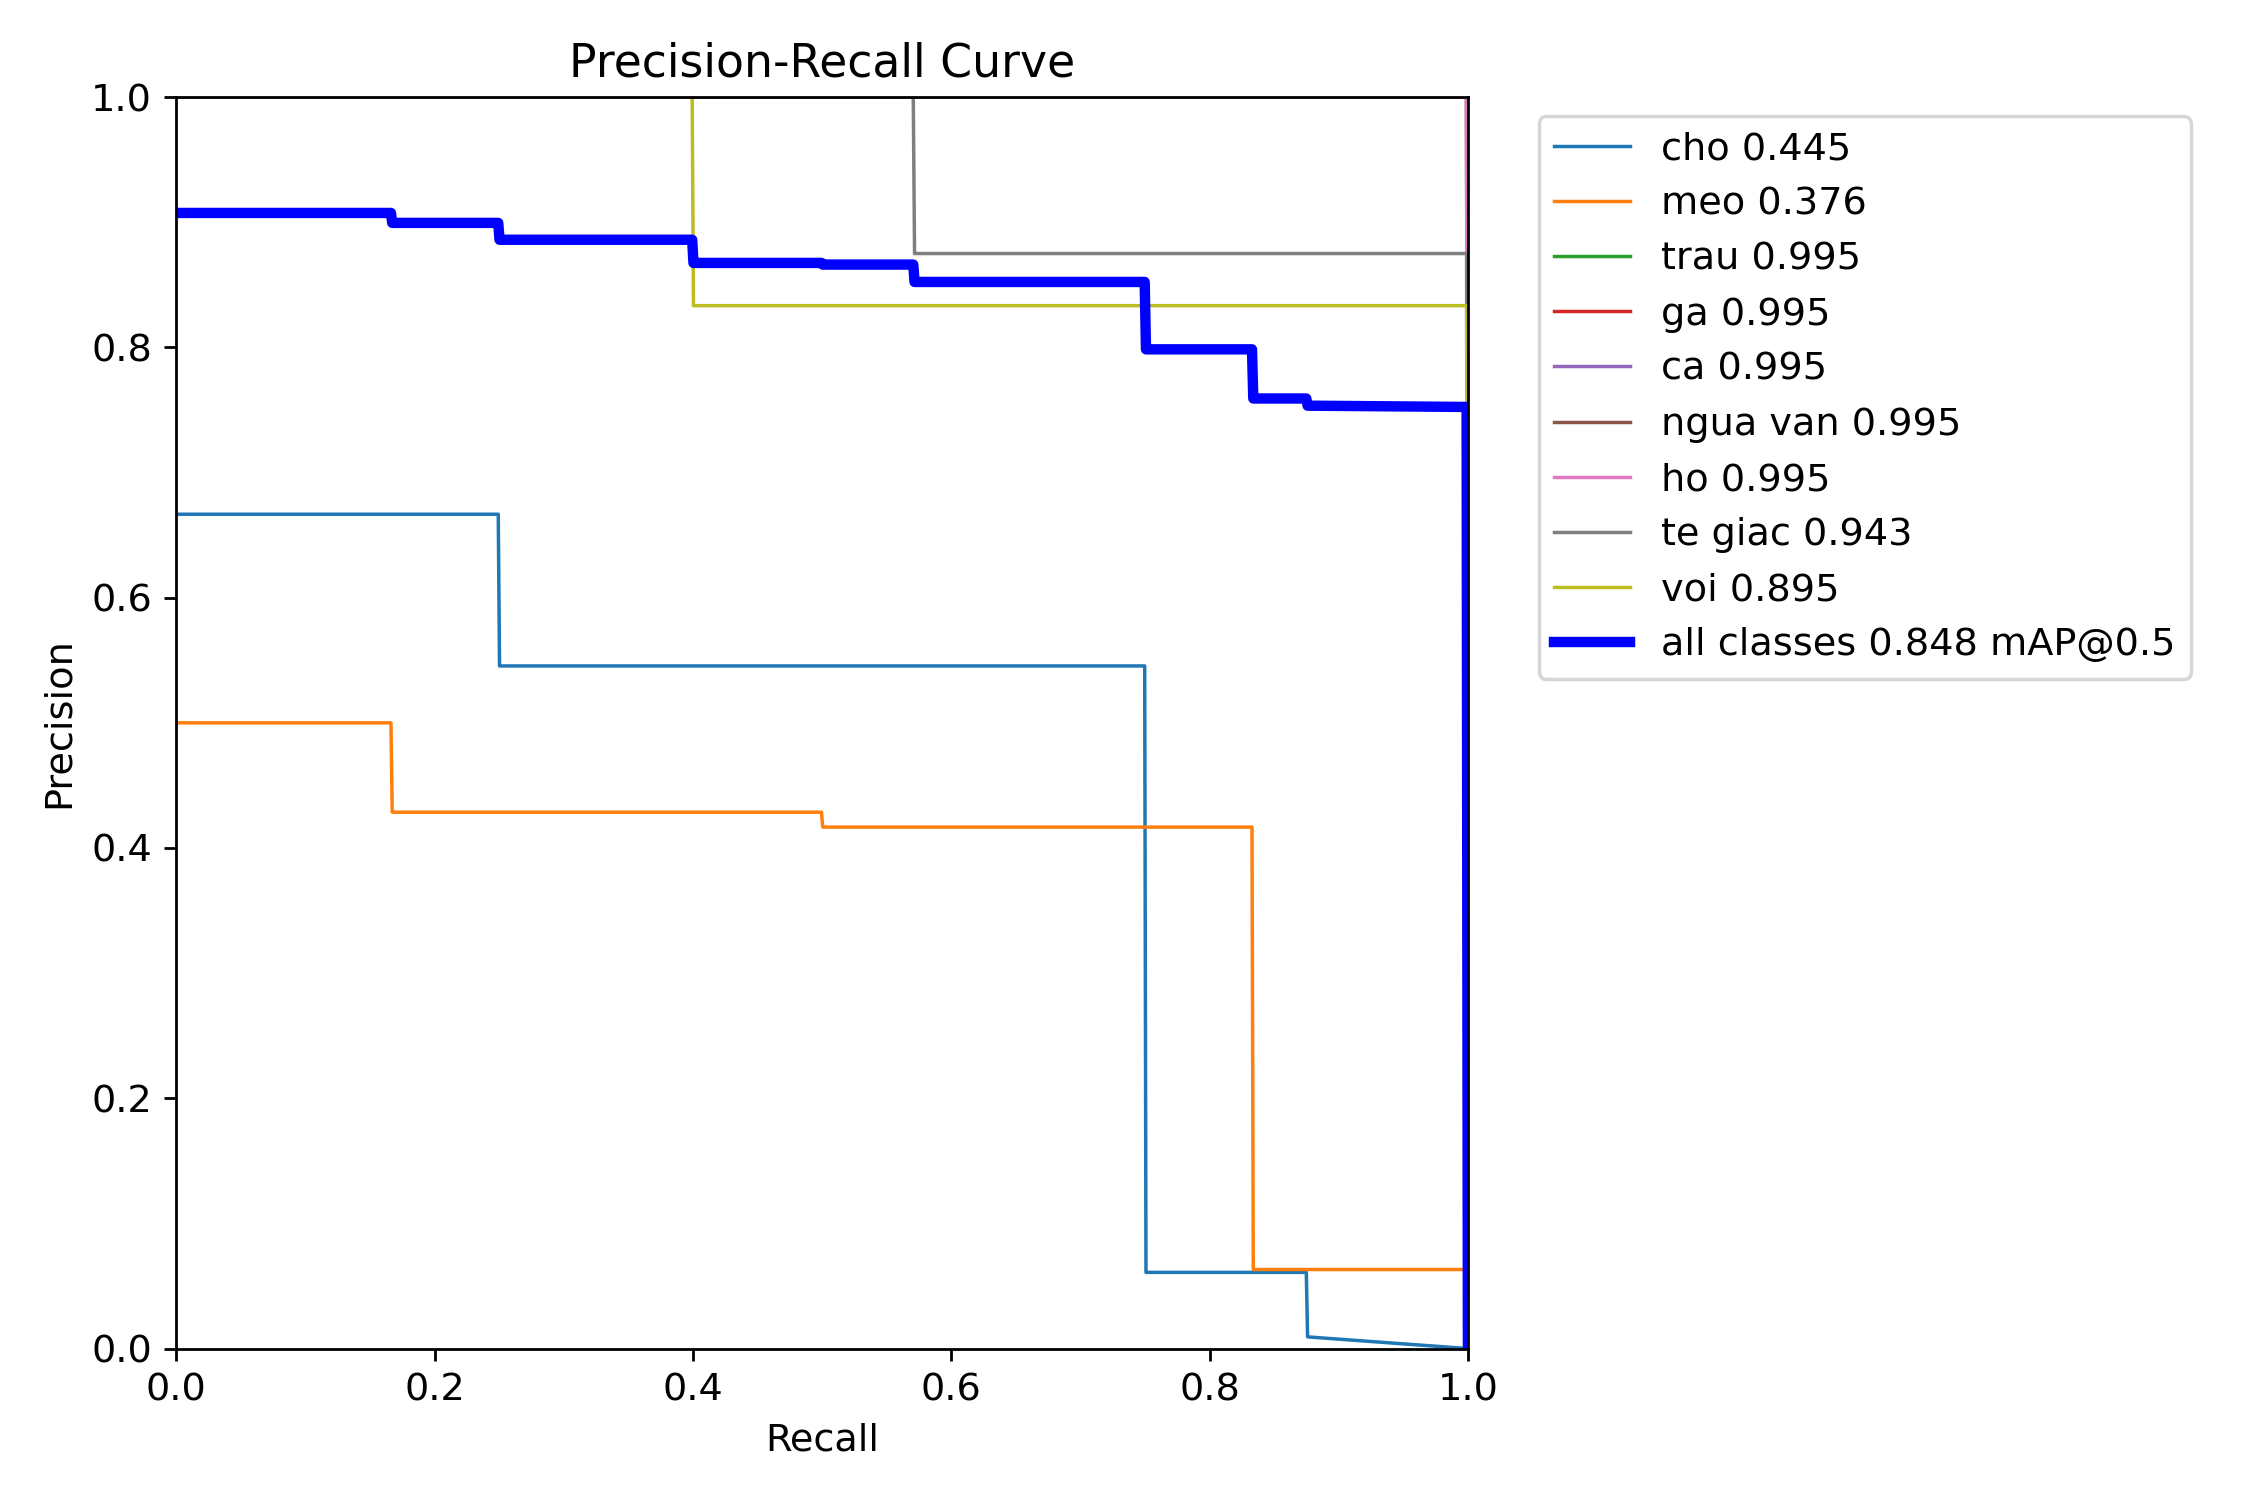 Precision-Recall Curve
1.0
0.8
0.6
0.4
0.2
0.0
Precision
0.0 0.2 0.4 0.6 0.8 1.0
Recall
cho 0.445
meo 0.376
trau 0.995
ga 0.995
ca 0.995
ngua van 0.995
ho 0.995
te giac 0.943
voi 0.895
all classes 0.848 mAP@0.5